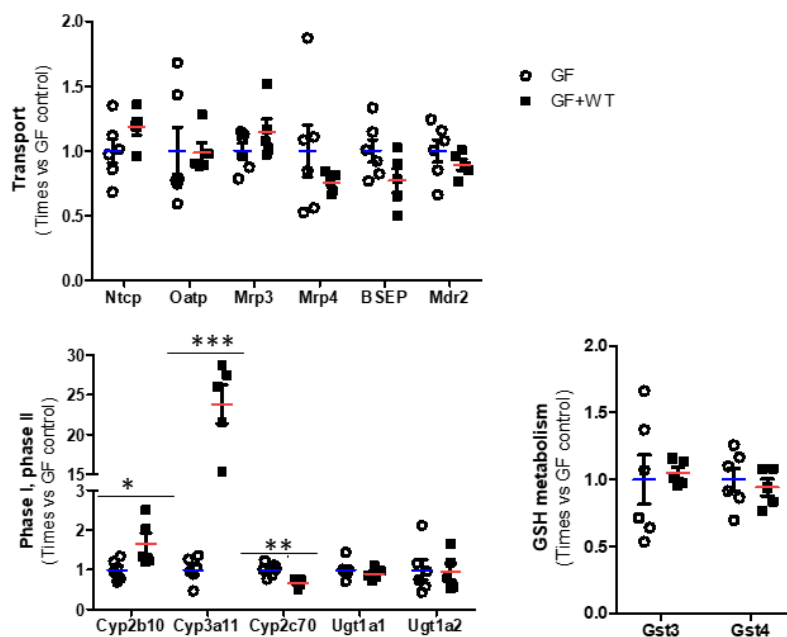 2.0
1.5
1.0
0.5
0.0
Transport
( Times vs GF control)
GF
GF+WT
Ntcp Oatp Mrp3 Mrp4 BSEP Mdr2
30
25
20
15
3
2
1
0
Phase I, phase II
(Times vs GF control)
*
***
**
Cyp2b10 Cyp3a11 Cyp2c70 Ugt1a1 Ugt1a2
2.0
1.5
1.0
0.5
0.0
GSH metabolism
(Times vs GF control)
Gst3 Gst4